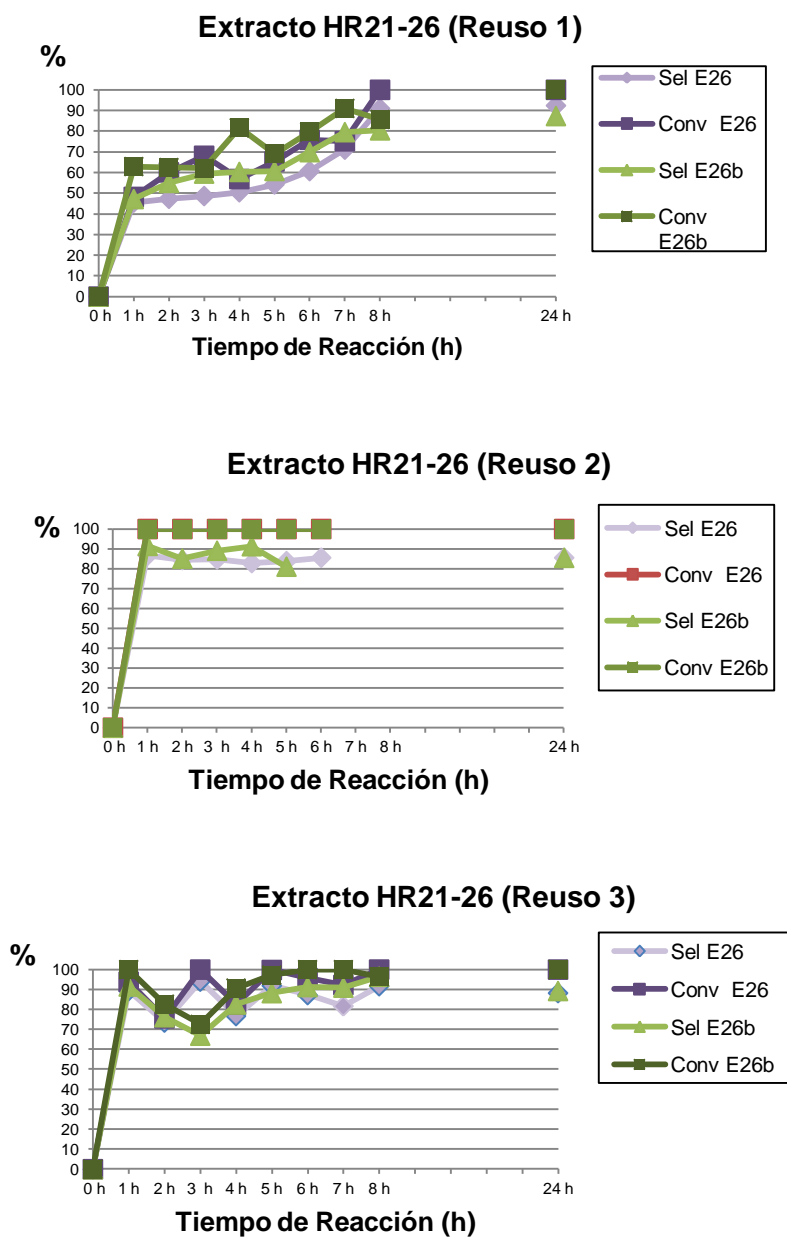 Extracto HR21-26 (Reuso 1)
%
100
90
80
70
60
50
40
30
20
10
0
0 h 1 h 2 h 3 h 4 h 5 h 6 h 7 h 8 h 24 h
Tiempo de Reacción (h)
Sel E26
Conv E26
Sel E26b
Conv
E26b
Extracto HR21-26 (Reuso 2)
%
100
90
80
70
60
50
40
30
20
10
0
0 h 1 h 2 h 3 h 4 h 5 h 6 h 7 h 8 h 24 h
Tiempo de Reacción (h)
Sel E26
Conv E26
Sel E26b
Conv E26b
Extracto HR21-26 (Reuso 3)
%
100
90
80
70
60
50
40
30
20
10
0
0 h 1 h 2 h 3 h 4 h 5 h 6 h 7 h 8 h 24 h
Tiempo de Reacción (h)
Sel E26
Conv E26
Sel E26b
Conv E26b